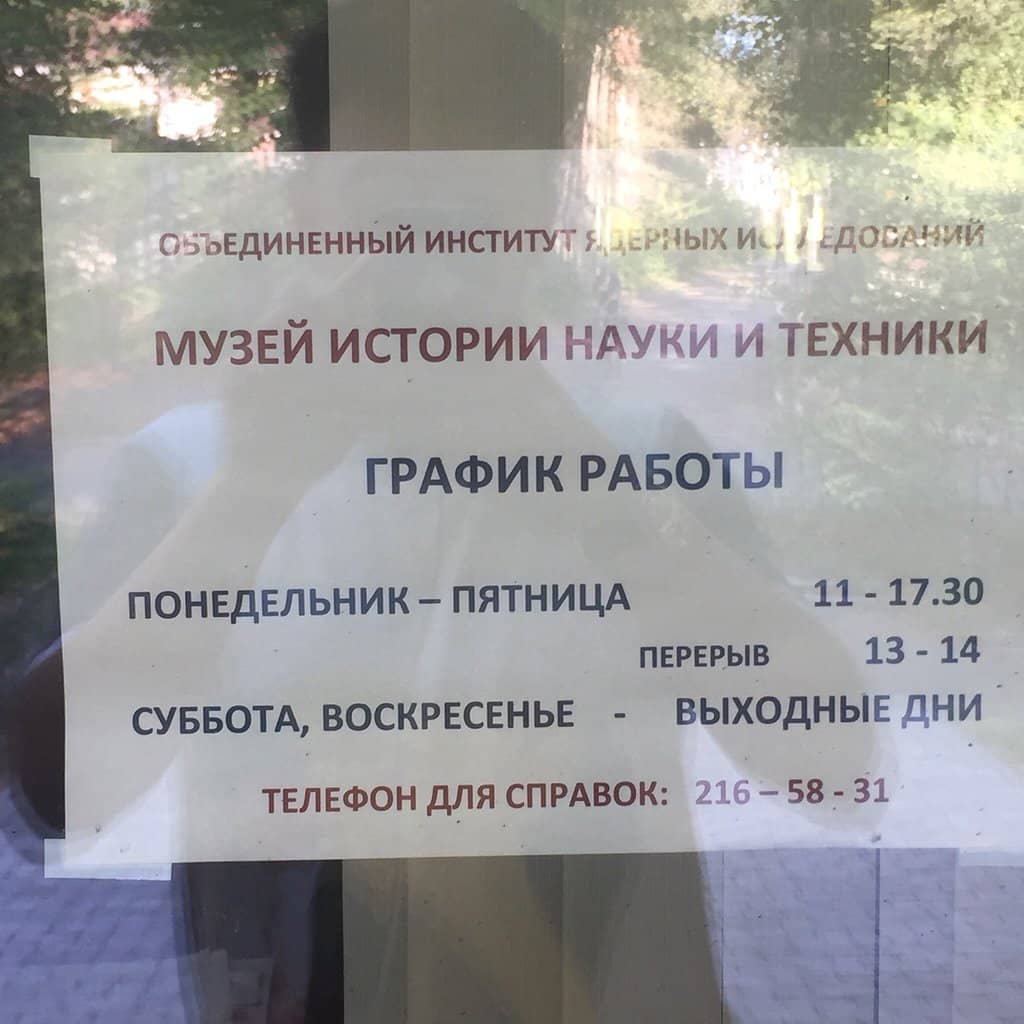 ОБЪЕДИНЕННЫЙ ИНСТИТУТ ЯДЕРНЫХ ИССЛЕДОВАНИЙ
МУЗЕЙ ИСТОРИИ НАУКИ И ТЕХНИКИ
ГРАФИК РАБОТЫ
ПОНЕДЕЛЬНИК – ПЯТНИЦА 11 - 17.30
ПЕРЕРЫВ 13 - 14
СУББОТА, ВОСКРЕСЕНЬЕ - ВЫХОДНЫЕ ДНИ
ТЕЛЕФОН ДЛЯ СПРАВОК: 216 – 58 - 31